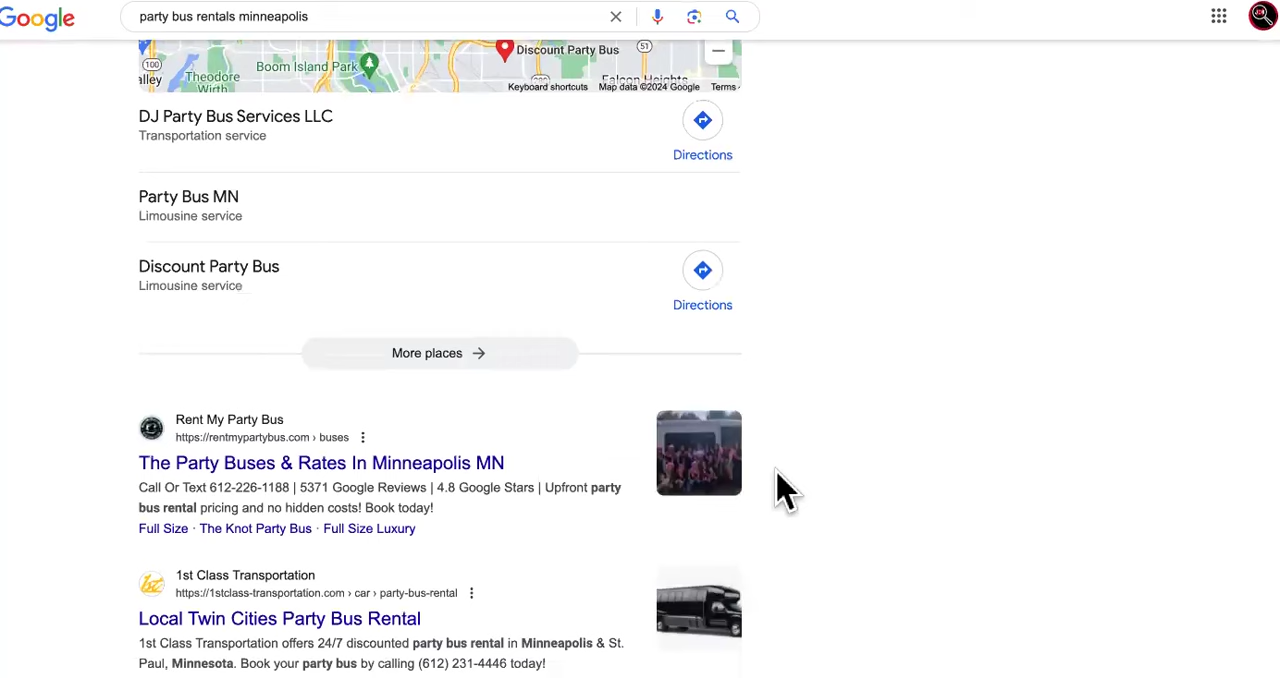 Google
party bus rentals minneapolis
Discount Party Bus
51
100
Boom Island Park
Theodore
Wirth
alley
Falcon Heights
Keyboard shortcuts Map data ©2024 Google Terms
DJ Party Bus Services LLC
Transportation service
Directions
Party Bus MN
Limousine service
Discount Party Bus
Limousine service
Directions
More places
Rent My Party Bus
https://rentmypartybus.com › buses
The Party Buses & Rates In Minneapolis MN
Call Or Text 612-226-1188 | 5371 Google Reviews | 4.8 Google Stars | Upfront party
bus rental pricing and no hidden costs! Book today!
Full Size · The Knot Party Bus · Full Size Luxury
1st Class Transportation
https://1stclass-transportation.com › car › party-bus-rental
Local Twin Cities Party Bus Rental
1st Class Transportation offers 24/7 discounted party bus rental in Minneapolis & St.
Paul, Minnesota. Book your party bus by calling (612) 231-4446 today!